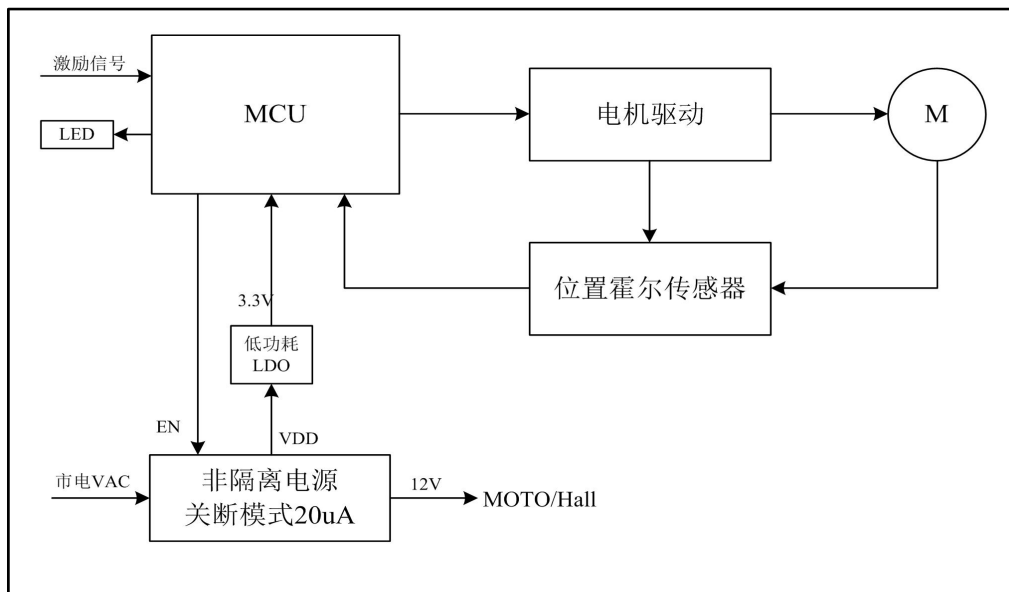 激励信号
MCU
LED
电机驱动
M
位置霍尔传感器
3.3V
低功耗
LDO
EN
VDD
市电VAC
非隔离电源
关断模式20uA
12V
MOTO/Hall